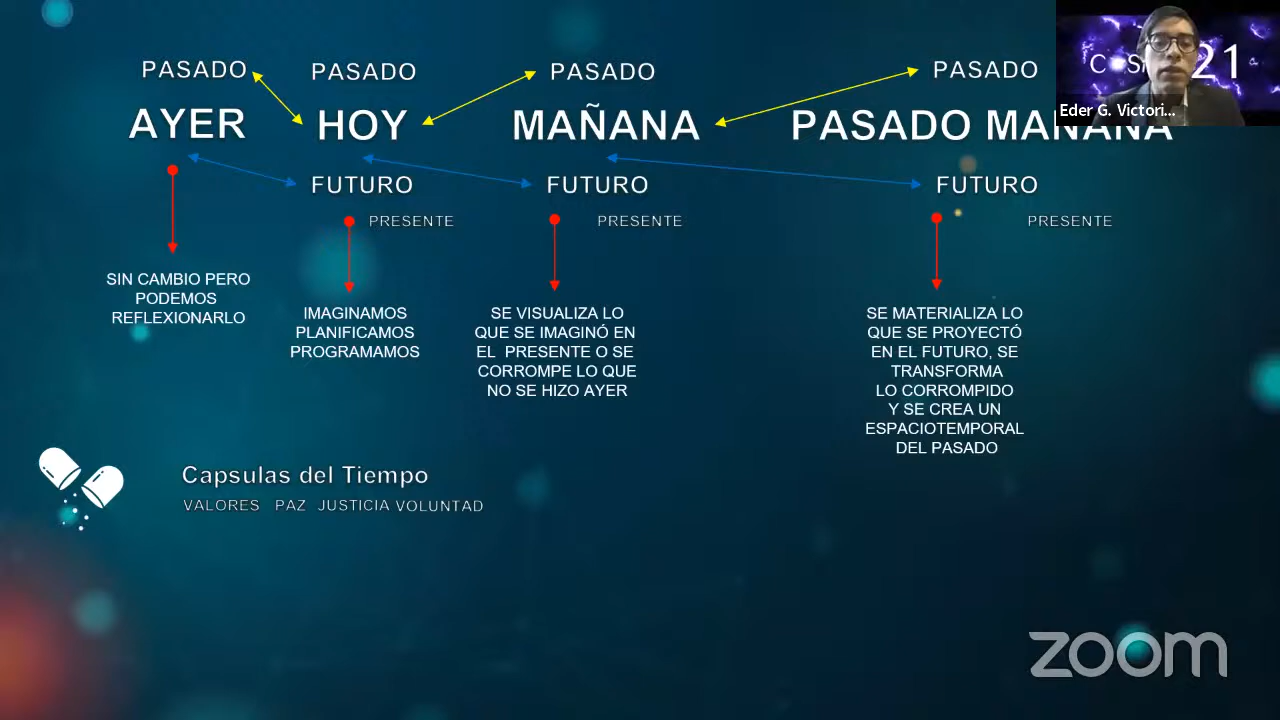 PASADO PASADO PASADO PASADO
AYER HOY MAÑANA PASADO MAÑANA
FUTURO FUTURO FUTURO
PRESENTE PRESENTE PRESENTE
SIN CAMBIO PERO
PODEMOS
REFLEXIONARLO
IMAGINAMOS
PLANIFICAMOS
PROGRAMAMOS
SE VISUALIZA LO
QUE SE IMAGINÓ EN
EL PRESENTE O SE
CORROMPE LO QUE
NO SE HIZO AYER
SE MATERIALIZA LO
QUE SE PROYECTÓ
EN EL FUTURO, SE
TRANSFORMA
LO CORROMPIDO
Y SE CREA UN
ESPACIOTEMPORAL
DEL PASADO
Capsulas del Tiempo
VALORES PAZ JUSTICIA VOLUNTAD
21
Eder G. Victori...
zoom